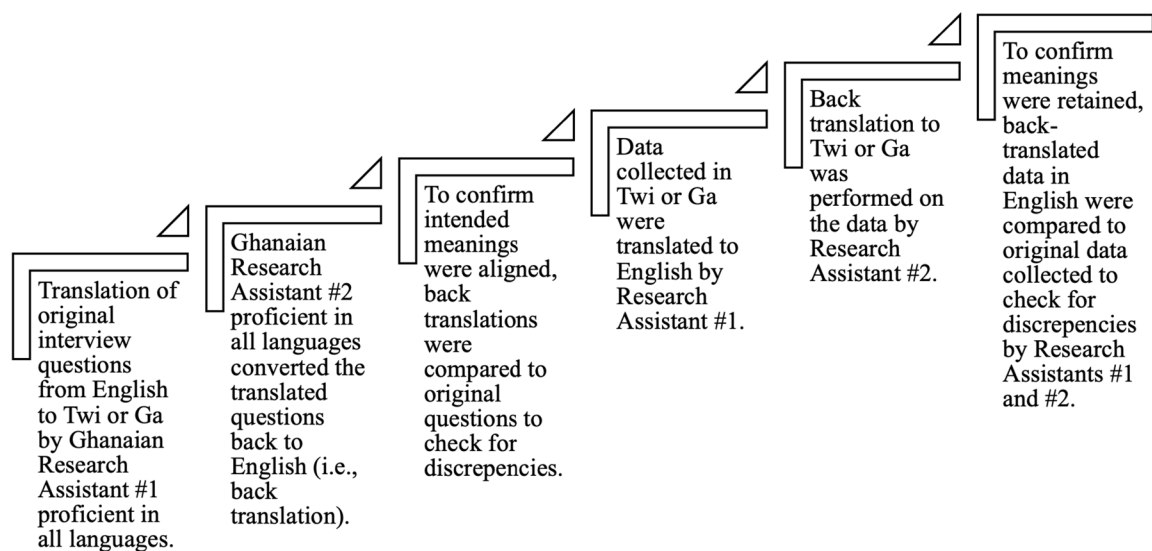 Translation of
original
interview
questions
from English
to Twi or Ga
by Ghanaian
Research
Assistant #1
proficient in
all languages.
Ghanaian
Research
Assistant #2
proficient in
all languages
converted the
translated
questions
back to
English (i.e.,
back
translation).
To confirm
intended
meanings
were aligned,
back
translations
were
compared to
original
questions to
check for
discrepencies.
Data
collected in
Twi or Ga
were
translated to
English by
Research
Assistant #1.
Back
translation to
Twi or Ga
was
performed on
the data by
Research
Assistant #2.
To confirm
meanings
were retained,
back-
translated
data in
English were
compared to
original data
collected to
check for
discrepencies
by Research
Assistants #1
and #2.